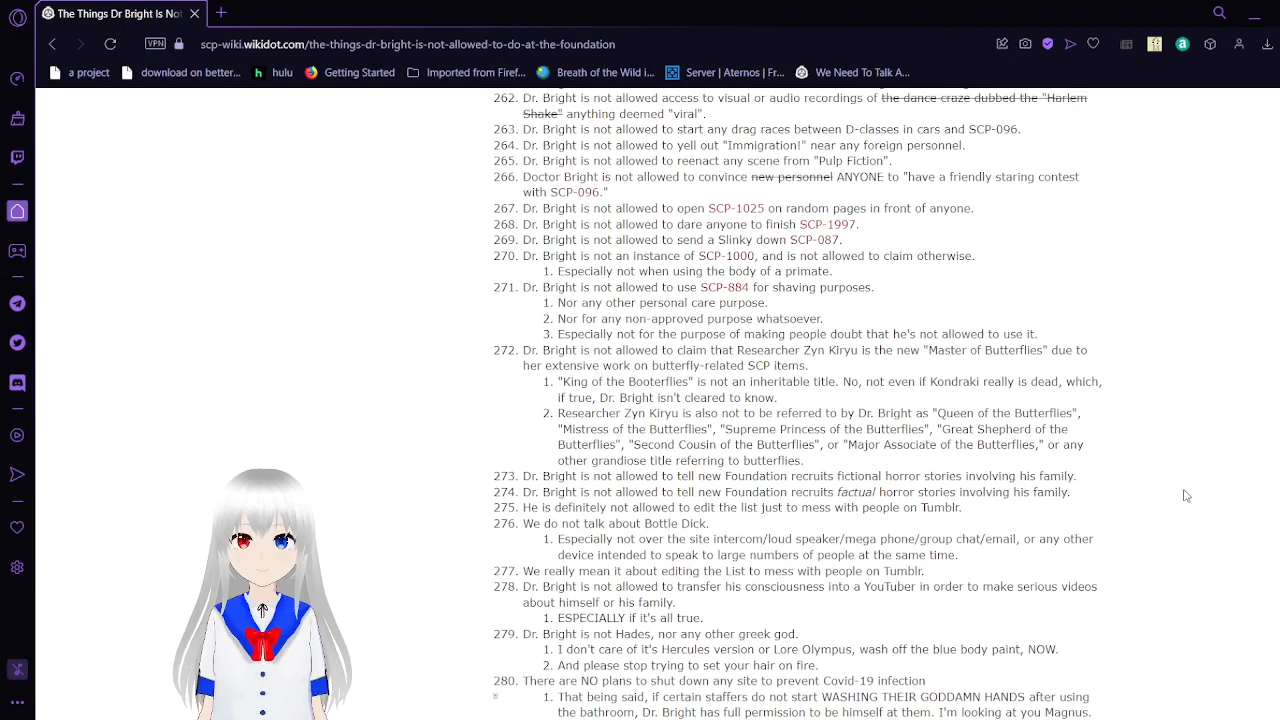 The Things Dr Bright Is Not
scp-wiki.wikidot.com/the-things-dr-bright-is-not-allowed-to-do-at-the-foundation
VPN
a project
download on better...
hulu
Getting Started
Imported from Firef...
Breath of the Wild i...
Server | Aternos | Fr...
We Need To Talk A...
262. Dr. Bright is not allowed access to visual or audio recordings of the dance craze dubbed the "Harlem
Shake" anything deemed "viral".
263. Dr. Bright is not allowed to start any drag races between D-classes in cars and SCP-096.
264. Dr. Bright is not allowed to yell out "Immigration!" near any foreign personnel.
265. Dr. Bright is not allowed to reenact any scene from "Pulp Fiction".
266. Doctor Bright is not allowed to convince new personnel ANYONE to "have a friendly staring contest
with SCP-096."
267. Dr. Bright is not allowed to open SCP-1025 on random pages in front of anyone.
268. Dr. Bright is not allowed to dare anyone to finish SCP-1997.
269. Dr. Bright is not allowed to send a Slinky down SCP-087.
270. Dr. Bright is not an instance of SCP-1000, and is not allowed to claim otherwise.
1. Especially not when using the body of a primate.
271. Dr. Bright is not allowed to use SCP-884 for shaving purposes.
1. Nor any other personal care purpose.
2. Nor for any non-approved purpose whatsoever.
3. Especially not for the purpose of making people doubt that he's not allowed to use it.
272. Dr. Bright is not allowed to claim that Researcher Zyn Kiryu is the new "Master of Butterflies" due to
her extensive work on butterfly-related SCP items.
1. "King of the Booterflies" is not an inheritable title. No, not even if Kondraki really is dead, which,
if true, Dr. Bright isn't cleared to know.
2. Researcher Zyn Kiryu is also not to be referred to by Dr. Bright as "Queen of the Butterflies",
"Mistress of the Butterflies", "Supreme Princess of the Butterflies", "Great Shepherd of the
Butterflies", "Second Cousin of the Butterflies", or "Major Associate of the Butterflies," or any
other grandiose title referring to butterflies.
273. Dr. Bright is not allowed to tell new Foundation recruits fictional horror stories involving his family.
274. Dr. Bright is not allowed to tell new Foundation recruits factual horror stories involving his family.
275. He is definitely not allowed to edit the list just to mess with people on Tumblr.
276. We do not talk about Bottle Dick.
1. Especially not over the site intercom/loud speaker/mega phone/group chat/email, or any other
device intended to speak to large numbers of people at the same time.
277. We really mean it about editing the List to mess with people on Tumblr.
278. Dr. Bright is not allowed to transfer his consciousness into a YouTuber in order to make serious videos
about himself or his family.
1. ESPECIALLY if it's all true.
279. Dr. Bright is not Hades, nor any other greek god.
1. I don't care of it's Hercules version or Lore Olympus, wash off the blue body paint, NOW.
2. And please stop trying to set your hair on fire.
280. There are NO plans to shut down any site to prevent Covid-19 infection
1. That being said, if certain staffers do not start WASHING THEIR GODDAMN HANDS after using
the bathroom, Dr. Bright has full permission to be himself at them. I'm looking at you Magnus.